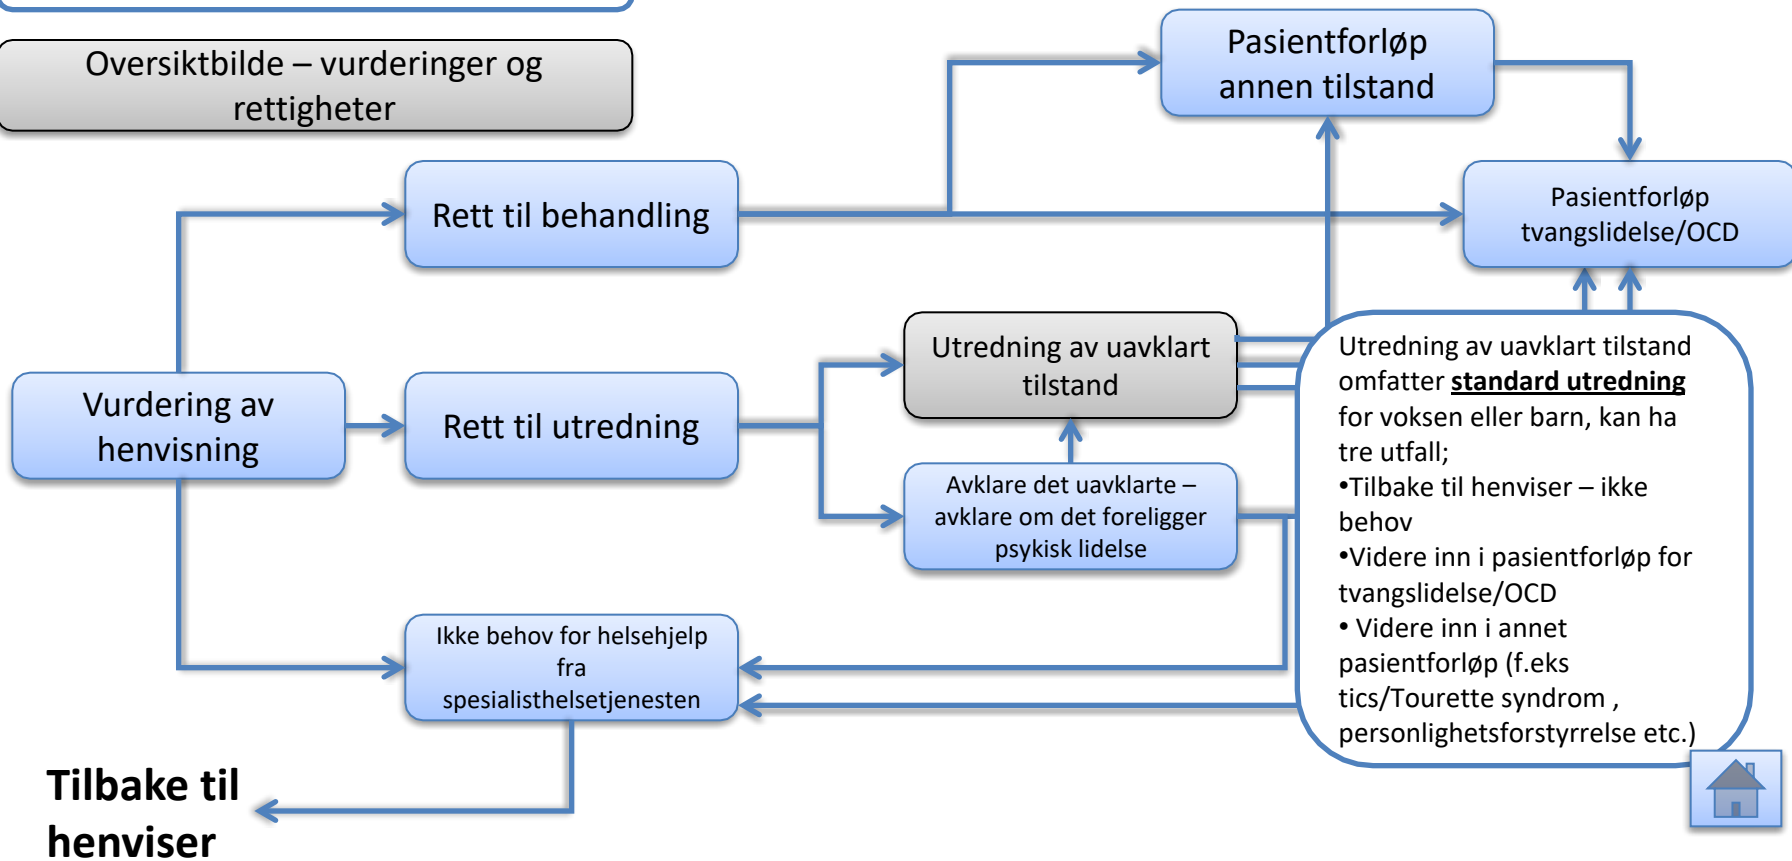 Oversiktbilde – vurderinger og
rettigheter
Pasientforløp
annen tilstand
Rett til behandling
Pasientforløp
tvangslidelse/OCD
Vurdering av
henvisning
Rett til utredning
Utredning av uavklart
tilstand
Avklare det uavklarte –
avklare om det foreligger
psykisk lidelse
Ikke behov for helsehjelp
fra
spesialisthelsetjenesten
Utredning av uavklart tilstand
omfatter standard utredning
for voksen eller barn, kan ha
tre utfall;
•Tilbake til henviser – ikke
behov
•Videre inn i pasientforløp for
tvangslidelse/OCD
• Videre inn i annet
pasientforløp (f.eks
tics/Tourette syndrom ,
personlighetsforstyrrelse etc.)
Tilbake til
henviser